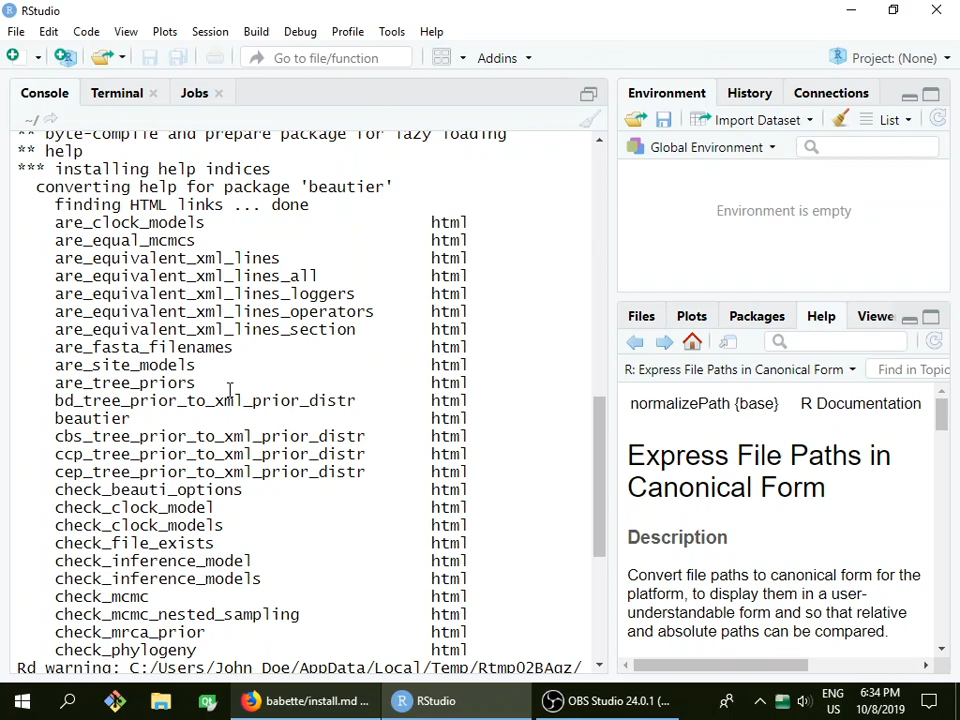 RStudio
File Edit Code View Plots Session Build Debug Profile Tools Help
Go to file/function Addins Project: (None)
Console Terminal Jobs
~/
** byte-compile and prepare package for lazy loading
** help
*** installing help indices
converting help for package 'beautier'
finding HTML links ... done
are_clock_models html
are_equal_mcmcs html
are_equivalent_xml_lines html
are_equivalent_xml_lines_all html
are_equivalent_xml_lines_loggers html
are_equivalent_xml_lines_operators html
are_equivalent_xml_lines_section html
are_fasta_filenames html
are_site_models html
are_tree_priors html
bd_tree_prior_to_xml_prior_distr html
beautier html
cbs_tree_prior_to_xml_prior_distr html
ccp_tree_prior_to_xml_prior_distr html
cep_tree_prior_to_xml_prior_distr html
check_beauti_options html
check_clock_model html
check_clock_models html
check_file_exists html
check_inference_model html
check_inference_models html
check_mcmc html
check_mcmc_nested_sampling html
check_mrca_prior html
check_phylogeny html
Rd warning: C:/Users/John Doe/AppData/Local/Temp/RtmpO2BAqz/
Environment History Connections
Import Dataset List
Global Environment
Environment is empty
Files Plots Packages Help Viewe
R: Express File Paths in Canonical Form Find in Topic
normalizePath {base} R Documentation
Express File Paths in
Canonical Form
Description
Convert file paths to canonical form for the
platform, to display them in a user-
understandable form and so that relative
and absolute paths can be compared.
babette/install.md ... RStudio OBS Studio 24.0.1 (...
ENG
US
6:34 PM
10/8/2019